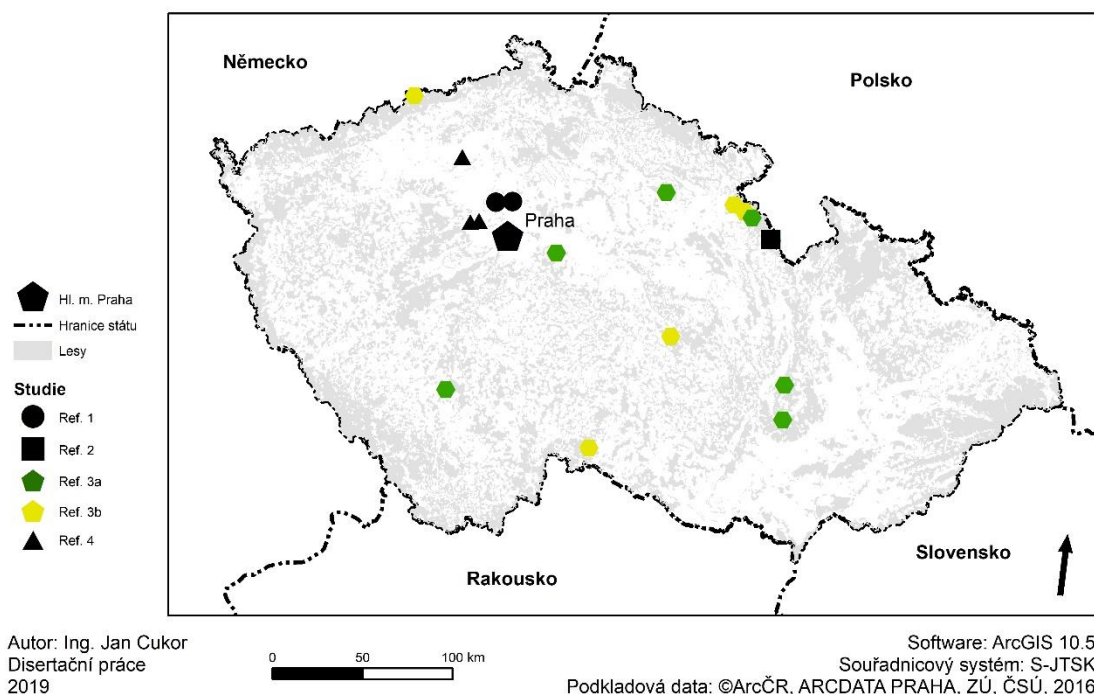 Německo
Polsko
Praha
Slovensko
Rakousko
Hl. m. Praha
Hranice státu
Lesy
Studie
Ref. 1
Ref. 2
Ref. 3a
Ref. 3b
Ref. 4
Autor: Ing. Jan Cukor
Disertační práce
2019
0 50 100 km
Software: ArcGIS 10.5
Souřadnicový systém: S-JTSK
Podkladová data: ©ArcČR, ARCDATA PRAHA, ZÚ, ČSÚ, 2016